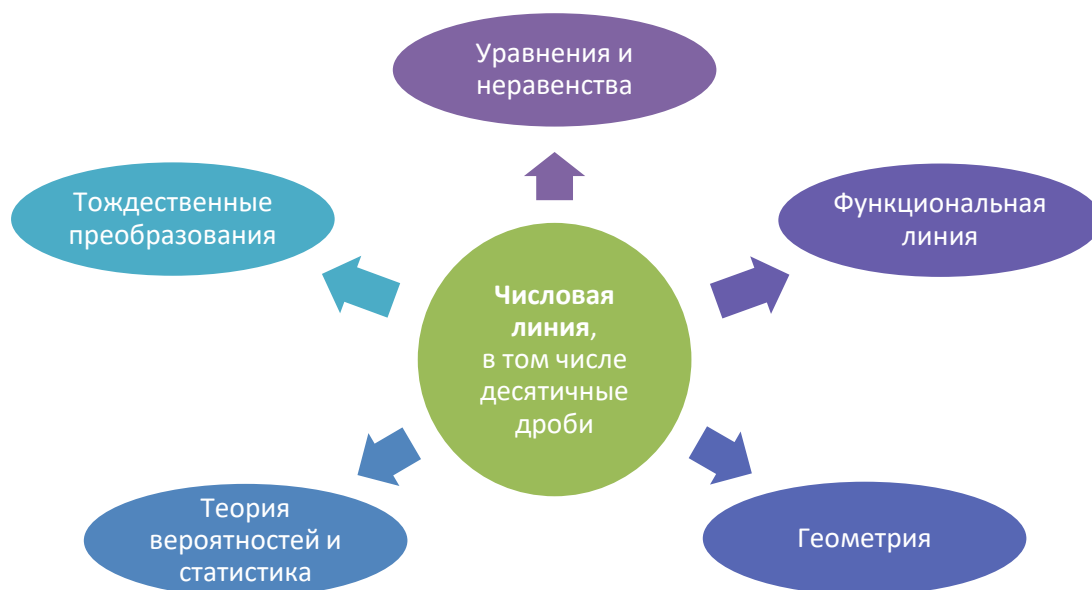 Уравнения и
неравенства
Тождественные
преобразования
Функциональная
линия
Числовая
линия,
в том числе
десятичные
дроби
Теория
вероятностей и
статистика
Геометрия